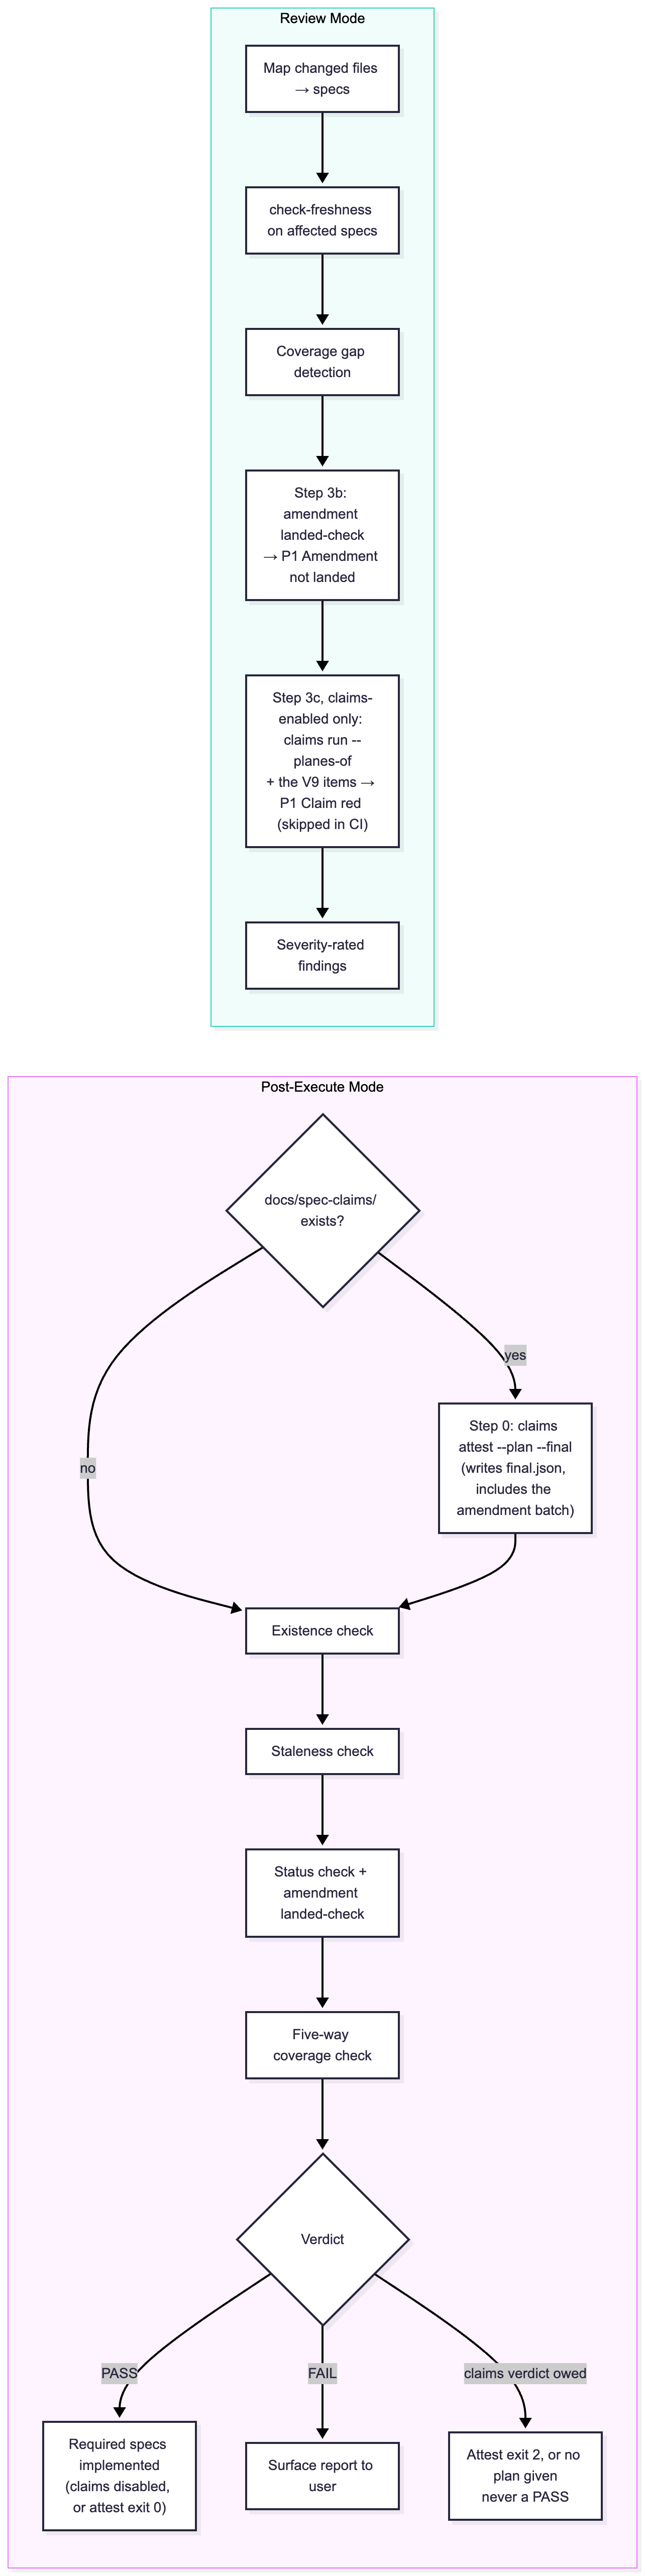 Review Mode
Map changed files
→ specs
check-freshness
on affected specs
Coverage gap
detection
Step 3b:
amendment
landed-check
→ P1 Amendment
not landed
Step 3c, claims-
enabled only:
claims run --
planes-of
+ the V9 items →
P1 Claim red
(skipped in CI)
Severity-rated
findings
Post-Execute Mode
docs/spec-claims/
exists?
yes
Step 0: claims
attest --plan --final
(writes final.json,
includes the
amendment batch)
no
Existence check
Staleness check
Status check +
amendment
landed-check
Five-way
coverage check
Verdict
PASS
FAIL
claims verdict owed
Required specs
implemented
(claims disabled,
or attest exit 0)
Surface report to
user
Attest exit 2, or no
plan given
never a PASS